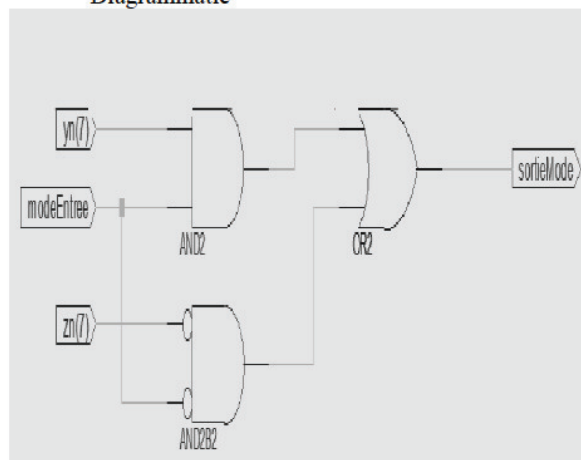 Diagrammatic
yn(7)
modeEntree
AND2
OR2
sortieMode
zn(7)
AND2B2